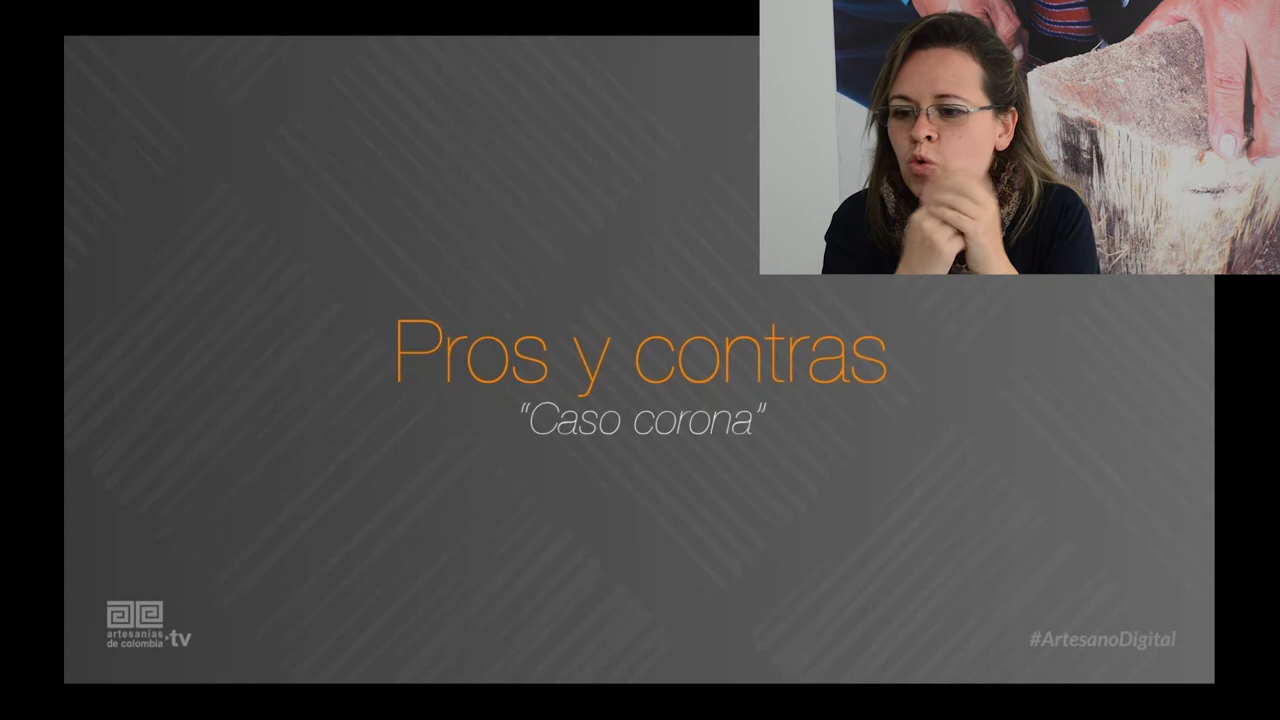 Pros y contras
“Caso corona”
artesanías
de colombia
tv
#ArtesanoDigital